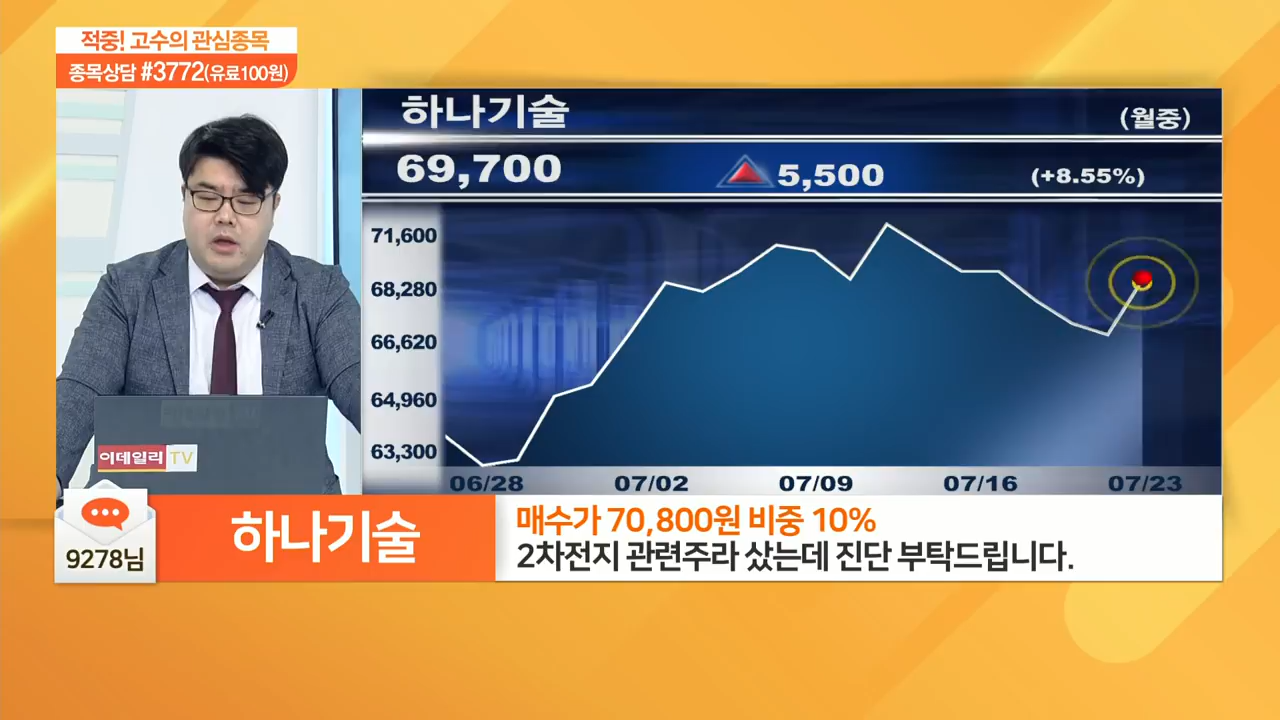 적중! 고수의 관심종목
종목상담 #3772(유료100원)
하나기술
(월중)
69,700
5,500
(+8.55%)
71,600
68,280
66,620
64,960
63,300
06/28
07/02
07/09
07/16
07/23
이데일리 TV
9278님
하나기술
매수가 70,800원 비중 10%
2차전지 관련주라 샀는데 진단 부탁드립니다.